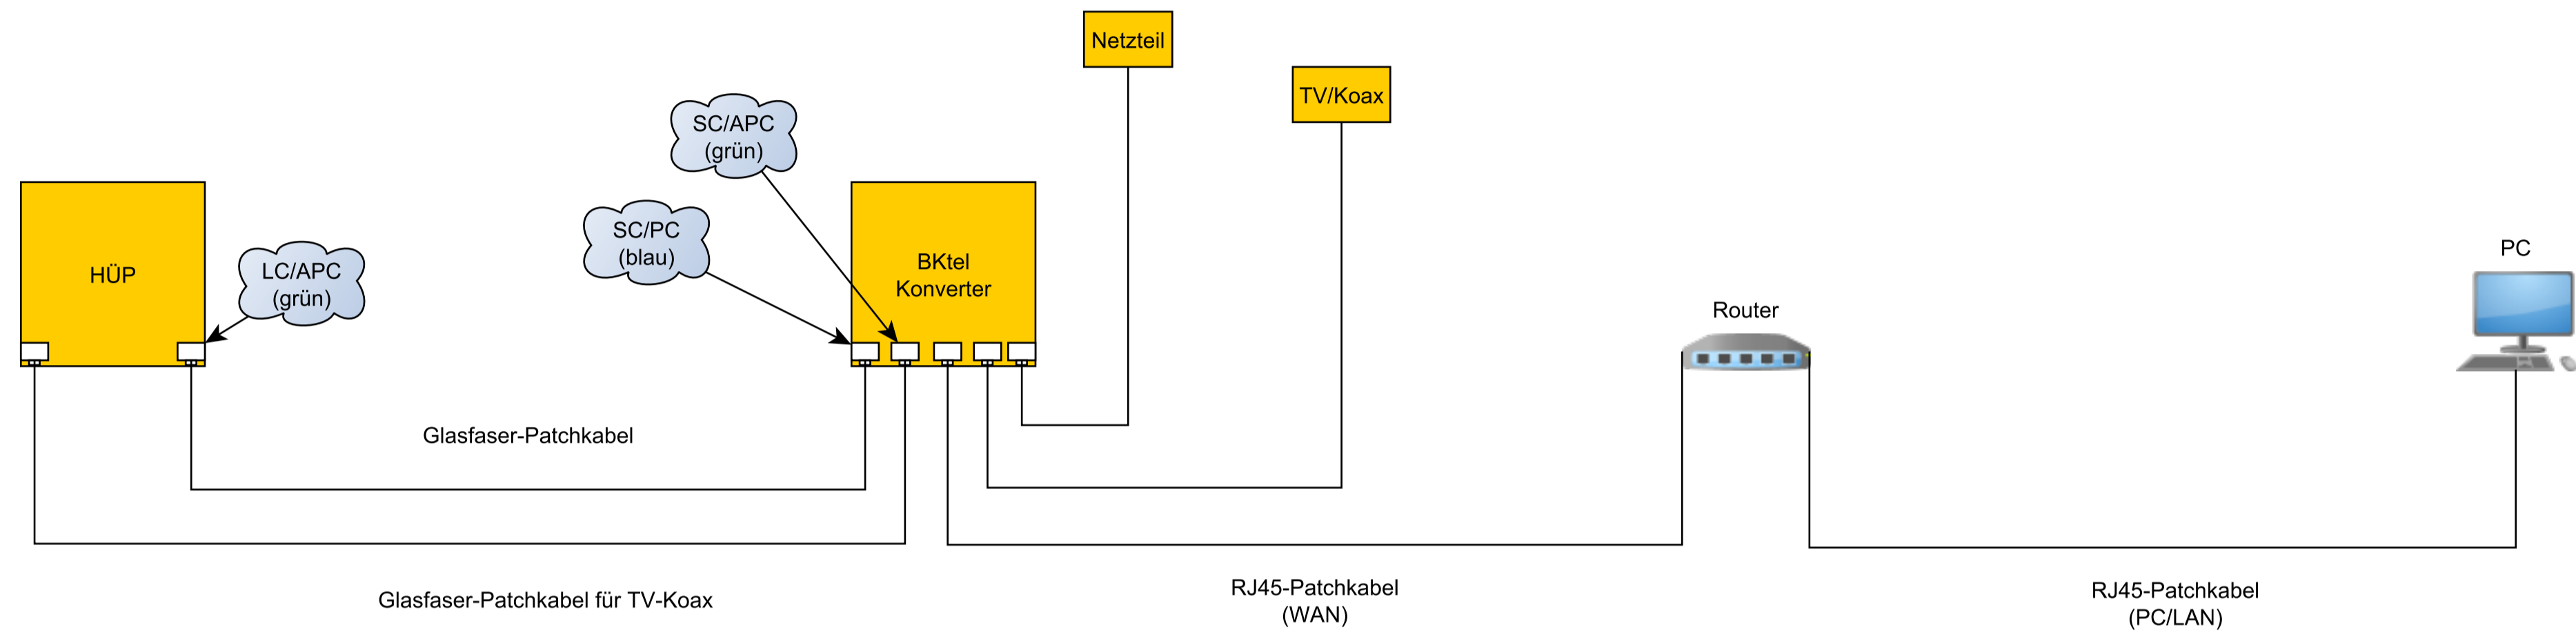 Netzteil
TV/Koax
SC/APC
(grün)
SC/PC
(blau)
HÜP
LC/APC
(grün)
BKtel
Konverter
Router
PC
Glasfaser-Patchkabel
Glasfaser-Patchkabel für TV-Koax
RJ45-Patchkabel
(WAN)
RJ45-Patchkabel
(PC/LAN)